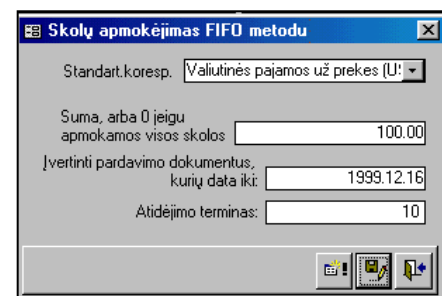 Skolų apmokėjimas FIFO metodu
Standart.koresp. Valiutinės pajamos už prekes (U
Suma, arba 0 jeigu
apmokamos visos skolos 100.00
Įvertinti pardavimo dokumentus,
kurių data iki: 1999.12.16
Atidėjimo terminas: 10